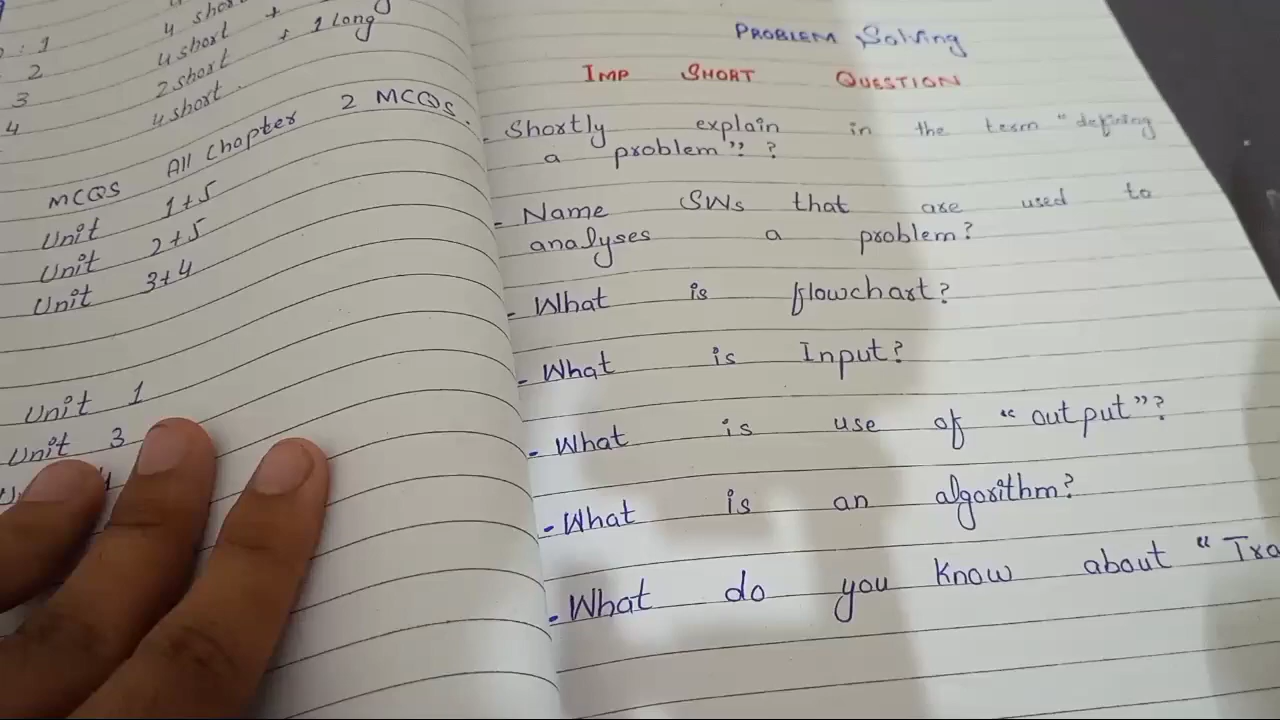 : 1 4 short +
2 4 short + 1 long
3 2 short
4 4 short.
MCQS All Chapter 2 MCQS.
Unit 1+5
Unit 2+5
Unit 3+4
Unit 1
Unit 3
PROBLEM Solving
IMP SHORT QUESTION
- Shortly explain in the term "defining
a problem"? ?
- Name SWs that are used to
analyses a problem?
- What is flowchart?
- What is Input?
- What is use of "output"?
- What is an algorithm?
- What do you know about "